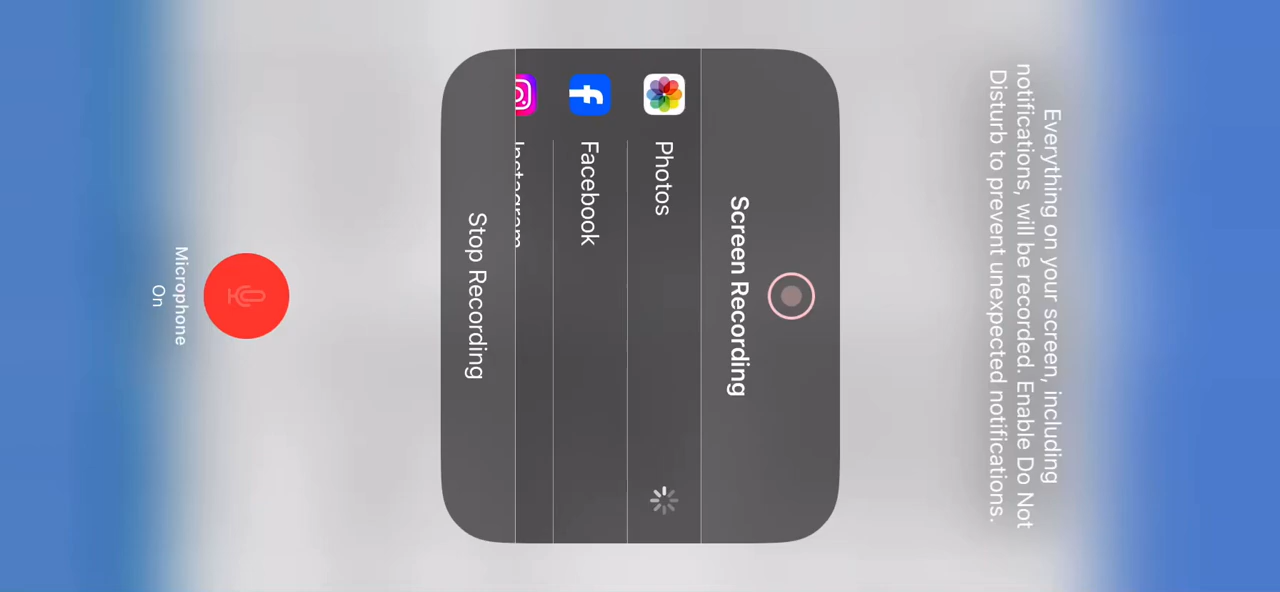 Everything on your screen, including
notifications, will be recorded. Enable Do Not
Disturb to prevent unexpected notifications.
Screen Recording
Photos
Facebook
Instagram
Stop Recording
Microphone
On